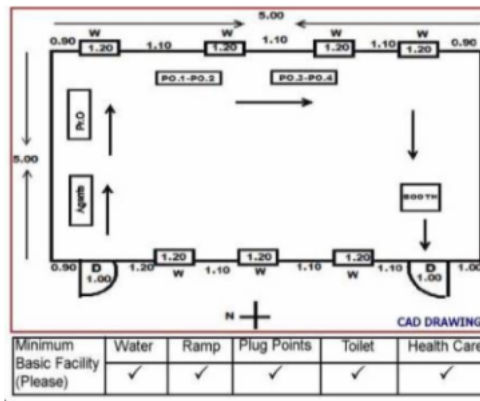 5.00
W W W W
0.90 1.20 1.10 1.20 1.10 1.20 1.10 1.20 0.90
PO.1-PO.2 PO.3-PO.4
Pr.O
5.00
Agents
BOOTH
1.20 1.20 1.20
0.90 D 1.20 W 1.10 W 1.10 W 1.10 D 1.00
1.00 1.00
N
CAD DRAWING
Minimum Basic Facility (Please) Water Ramp Plug Points Toilet Health Care
✓ ✓ ✓ ✓ ✓